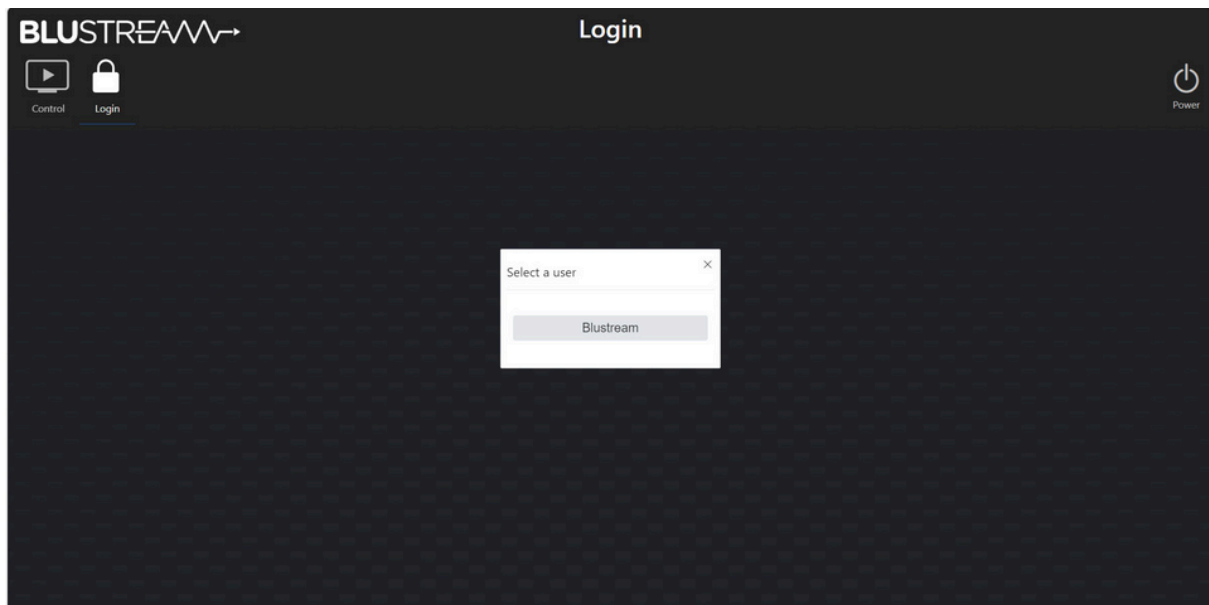 BLUSTREAM
Login
Control
Login
Power
Select a user
Blustream